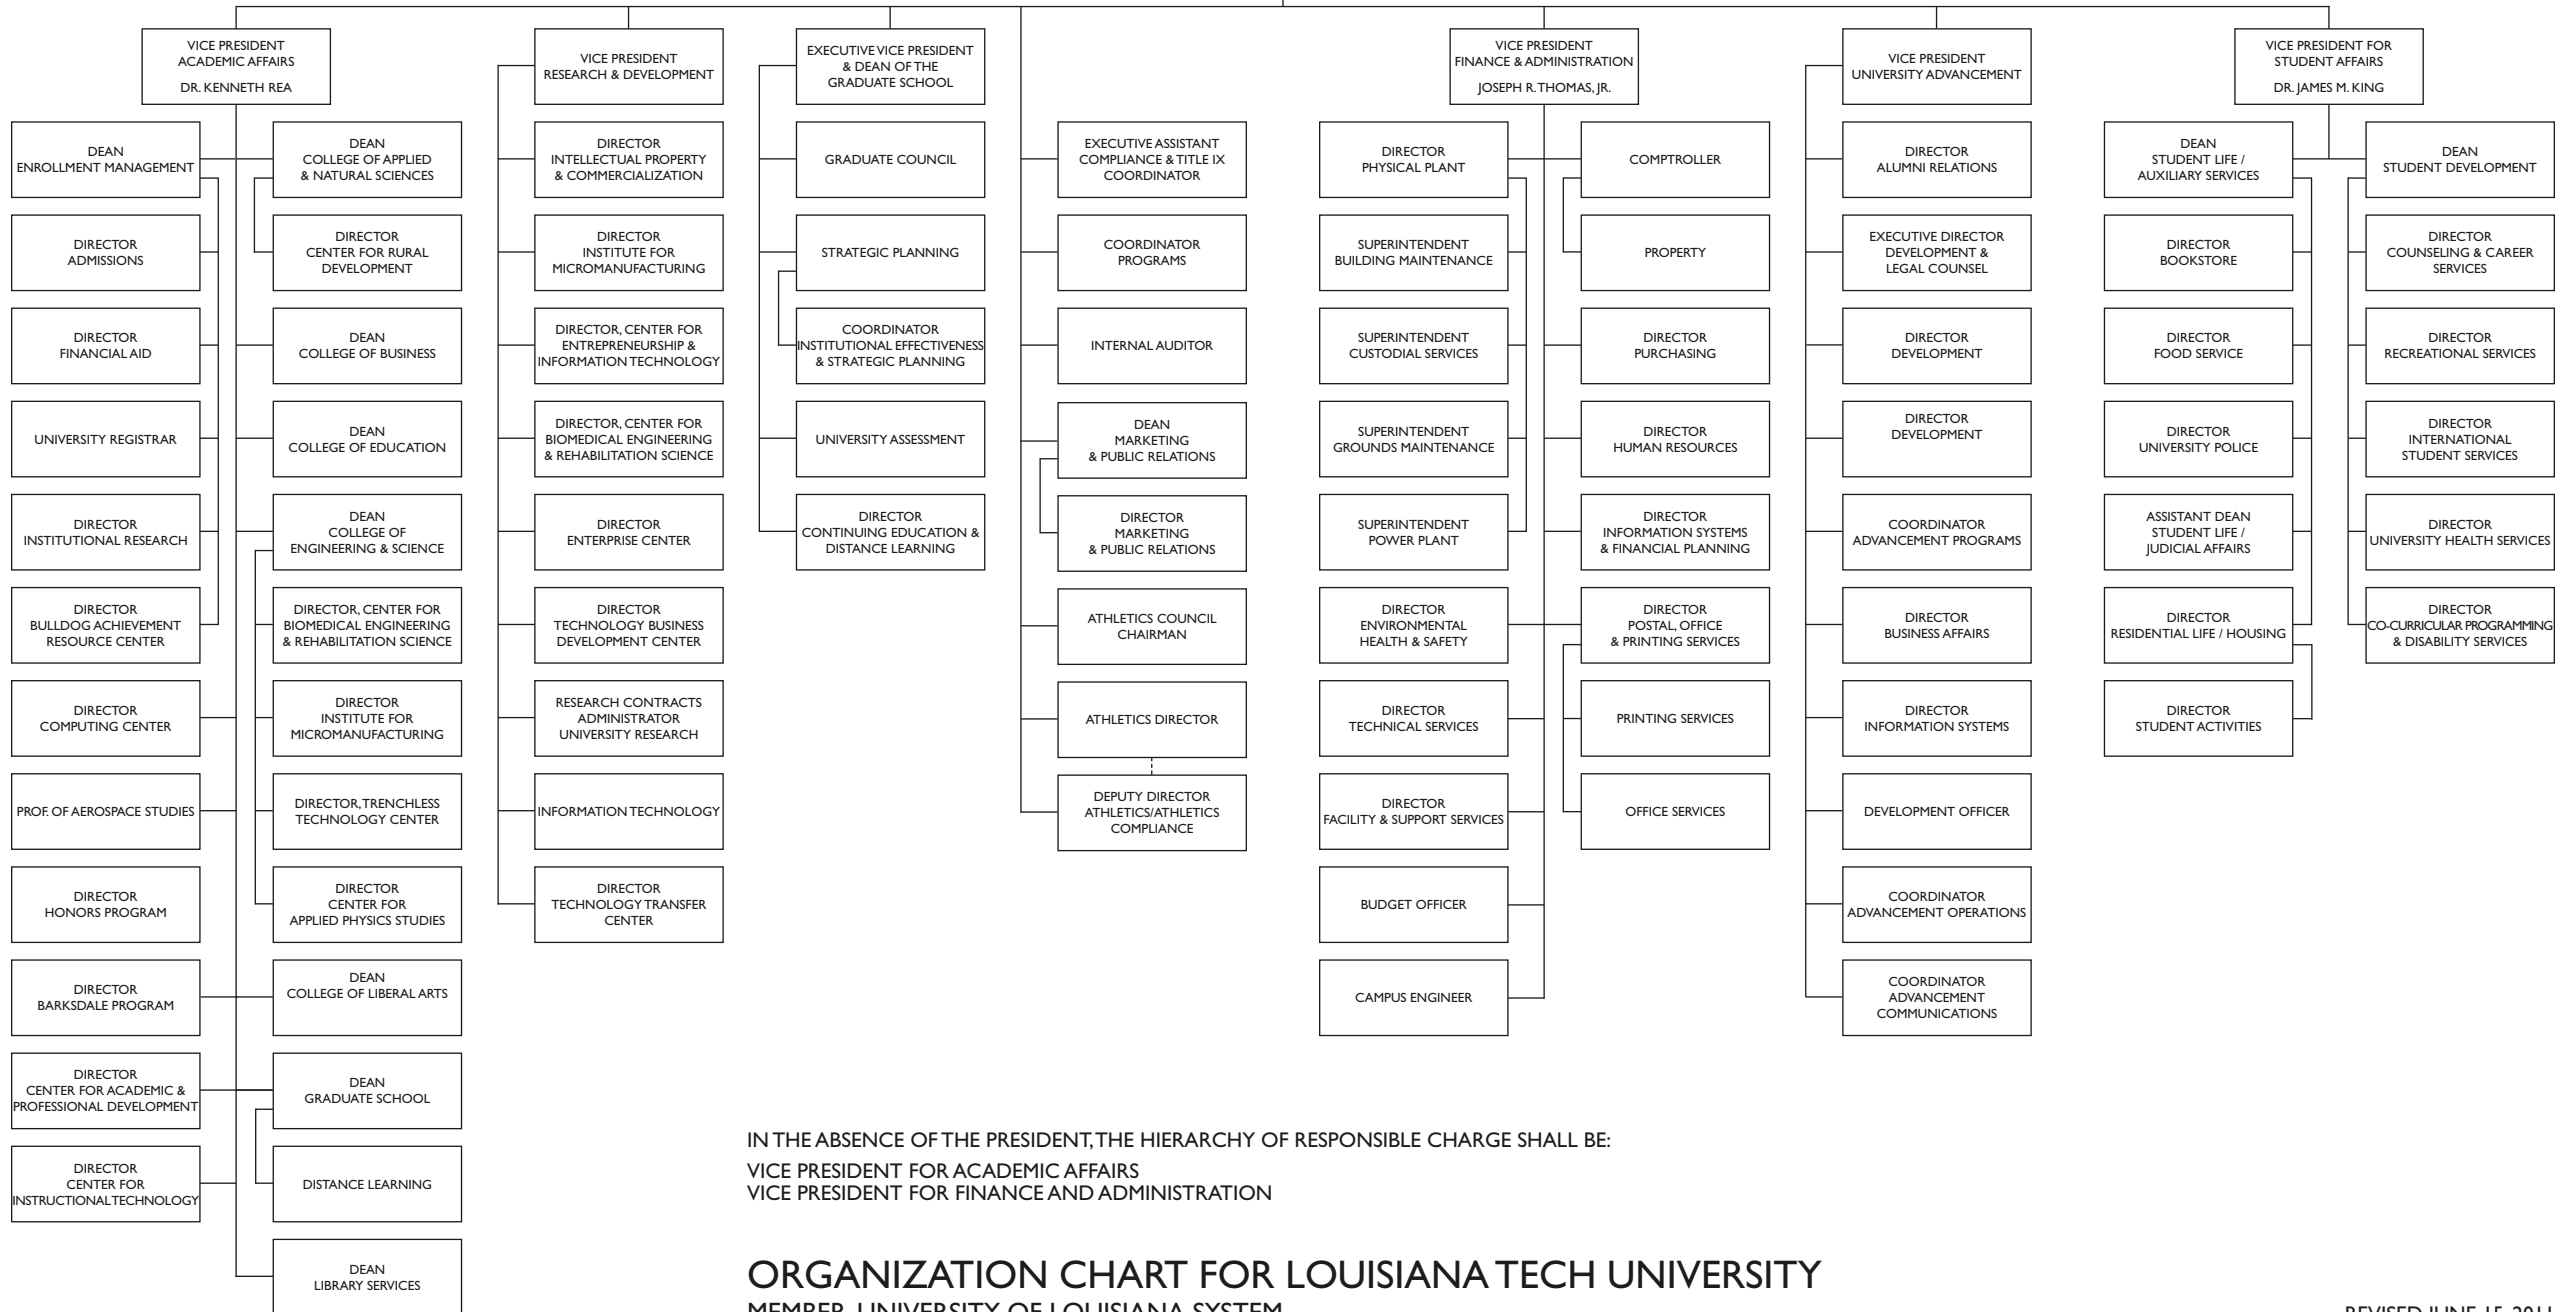 VICE PRESIDENT
ACADEMIC AFFAIRS
DR. KENNETH REA
DEAN
ENROLLMENT MANAGEMENT
DIRECTOR
ADMISSIONS
DIRECTOR
FINANCIAL AID
UNIVERSITY REGISTRAR
DIRECTOR
INSTITUTIONAL RESEARCH
DIRECTOR
BULLDOG ACHIEVEMENT
RESOURCE CENTER
DIRECTOR
COMPUTING CENTER
PROF. OF AEROSPACE STUDIES
DIRECTOR
HONORS PROGRAM
DIRECTOR
BARKSDALE PROGRAM
DIRECTOR
CENTER FOR ACADEMIC &
PROFESSIONAL DEVELOPMENT
DIRECTOR
CENTER FOR
INSTRUCTIONAL TECHNOLOGY
DEAN
COLLEGE OF APPLIED
& NATURAL SCIENCES
DIRECTOR
CENTER FOR RURAL
DEVELOPMENT
DEAN
COLLEGE OF BUSINESS
DEAN
COLLEGE OF EDUCATION
DEAN
COLLEGE OF
ENGINEERING & SCIENCE
DIRECTOR, CENTER FOR
BIOMEDICAL ENGINEERING
& REHABILITATION SCIENCE
DIRECTOR
INSTITUTE FOR
MICROMANUFACTURING
DIRECTOR, TRENCHLESS
TECHNOLOGY CENTER
DIRECTOR
CENTER FOR
APPLIED PHYSICS STUDIES
DEAN
COLLEGE OF LIBERAL ARTS
DEAN
GRADUATE SCHOOL
DISTANCE LEARNING
DEAN
LIBRARY SERVICES
VICE PRESIDENT
RESEARCH & DEVELOPMENT
DIRECTOR
INTELLECTUAL PROPERTY
& COMMERCIALIZATION
DIRECTOR
INSTITUTE FOR
MICROMANUFACTURING
DIRECTOR, CENTER FOR
ENTREPRENEURSHIP &
INFORMATION TECHNOLOGY
DIRECTOR, CENTER FOR
BIOMEDICAL ENGINEERING
& REHABILITATION SCIENCE
DIRECTOR
ENTERPRISE CENTER
DIRECTOR
TECHNOLOGY BUSINESS
DEVELOPMENT CENTER
RESEARCH CONTRACTS
ADMINISTRATOR
UNIVERSITY RESEARCH
INFORMATION TECHNOLOGY
DIRECTOR
TECHNOLOGY TRANSFER
CENTER
EXECUTIVE VICE PRESIDENT
& DEAN OF THE
GRADUATE SCHOOL
GRADUATE COUNCIL
STRATEGIC PLANNING
COORDINATOR
INSTITUTIONAL EFFECTIVENESS
& STRATEGIC PLANNING
UNIVERSITY ASSESSMENT
DIRECTOR
CONTINUING EDUCATION &
DISTANCE LEARNING
EXECUTIVE ASSISTANT
COMPLIANCE & TITLE IX
COORDINATOR
COORDINATOR
PROGRAMS
INTERNAL AUDITOR
DEAN
MARKETING
& PUBLIC RELATIONS
DIRECTOR
MARKETING
& PUBLIC RELATIONS
ATHLETICS COUNCIL
CHAIRMAN
ATHLETICS DIRECTOR
DEPUTY DIRECTOR
ATHLETICS/ATHLETICS
COMPLIANCE
VICE PRESIDENT
FINANCE & ADMINISTRATION
JOSEPH R. THOMAS, JR.
DIRECTOR
PHYSICAL PLANT
SUPERINTENDENT
BUILDING MAINTENANCE
SUPERINTENDENT
CUSTODIAL SERVICES
SUPERINTENDENT
GROUNDS MAINTENANCE
SUPERINTENDENT
POWER PLANT
DIRECTOR
ENVIRONMENTAL
HEALTH & SAFETY
DIRECTOR
TECHNICAL SERVICES
DIRECTOR
FACILITY & SUPPORT SERVICES
BUDGET OFFICER
CAMPUS ENGINEER
COMPTROLLER
PROPERTY
DIRECTOR
PURCHASING
DIRECTOR
HUMAN RESOURCES
DIRECTOR
INFORMATION SYSTEMS
& FINANCIAL PLANNING
DIRECTOR
POSTAL, OFFICE
& PRINTING SERVICES
PRINTING SERVICES
OFFICE SERVICES
VICE PRESIDENT
UNIVERSITY ADVANCEMENT
DIRECTOR
ALUMNI RELATIONS
EXECUTIVE DIRECTOR
DEVELOPMENT &
LEGAL COUNSEL
DIRECTOR
DEVELOPMENT
DIRECTOR
DEVELOPMENT
COORDINATOR
ADVANCEMENT PROGRAMS
DIRECTOR
BUSINESS AFFAIRS
DIRECTOR
INFORMATION SYSTEMS
DEVELOPMENT OFFICER
COORDINATOR
ADVANCEMENT OPERATIONS
COORDINATOR
ADVANCEMENT
COMMUNICATIONS
VICE PRESIDENT FOR
STUDENT AFFAIRS
DR. JAMES M. KING
DEAN
STUDENT LIFE /
AUXILIARY SERVICES
DIRECTOR
BOOKSTORE
DIRECTOR
FOOD SERVICE
DIRECTOR
UNIVERSITY POLICE
ASSISTANT DEAN
STUDENT LIFE /
JUDICIAL AFFAIRS
DIRECTOR
RESIDENTIAL LIFE / HOUSING
DIRECTOR
STUDENT ACTIVITIES
DEAN
STUDENT DEVELOPMENT
DIRECTOR
COUNSELING & CAREER
SERVICES
DIRECTOR
RECREATIONAL SERVICES
DIRECTOR
INTERNATIONAL
STUDENT SERVICES
DIRECTOR
UNIVERSITY HEALTH SERVICES
DIRECTOR
CO-CURRICULAR PROGRAMMING
& DISABILITY SERVICES
IN THE ABSENCE OF THE PRESIDENT, THE HIERARCHY OF RESPONSIBLE CHARGE SHALL BE:
VICE PRESIDENT FOR ACADEMIC AFFAIRS
VICE PRESIDENT FOR FINANCE AND ADMINISTRATION
ORGANIZATION CHART FOR LOUISIANA TECH UNIVERSITY
MEMBER, UNIVERSITY OF LOUISIANA SYSTEM
REVISED JUNE 15, 2011